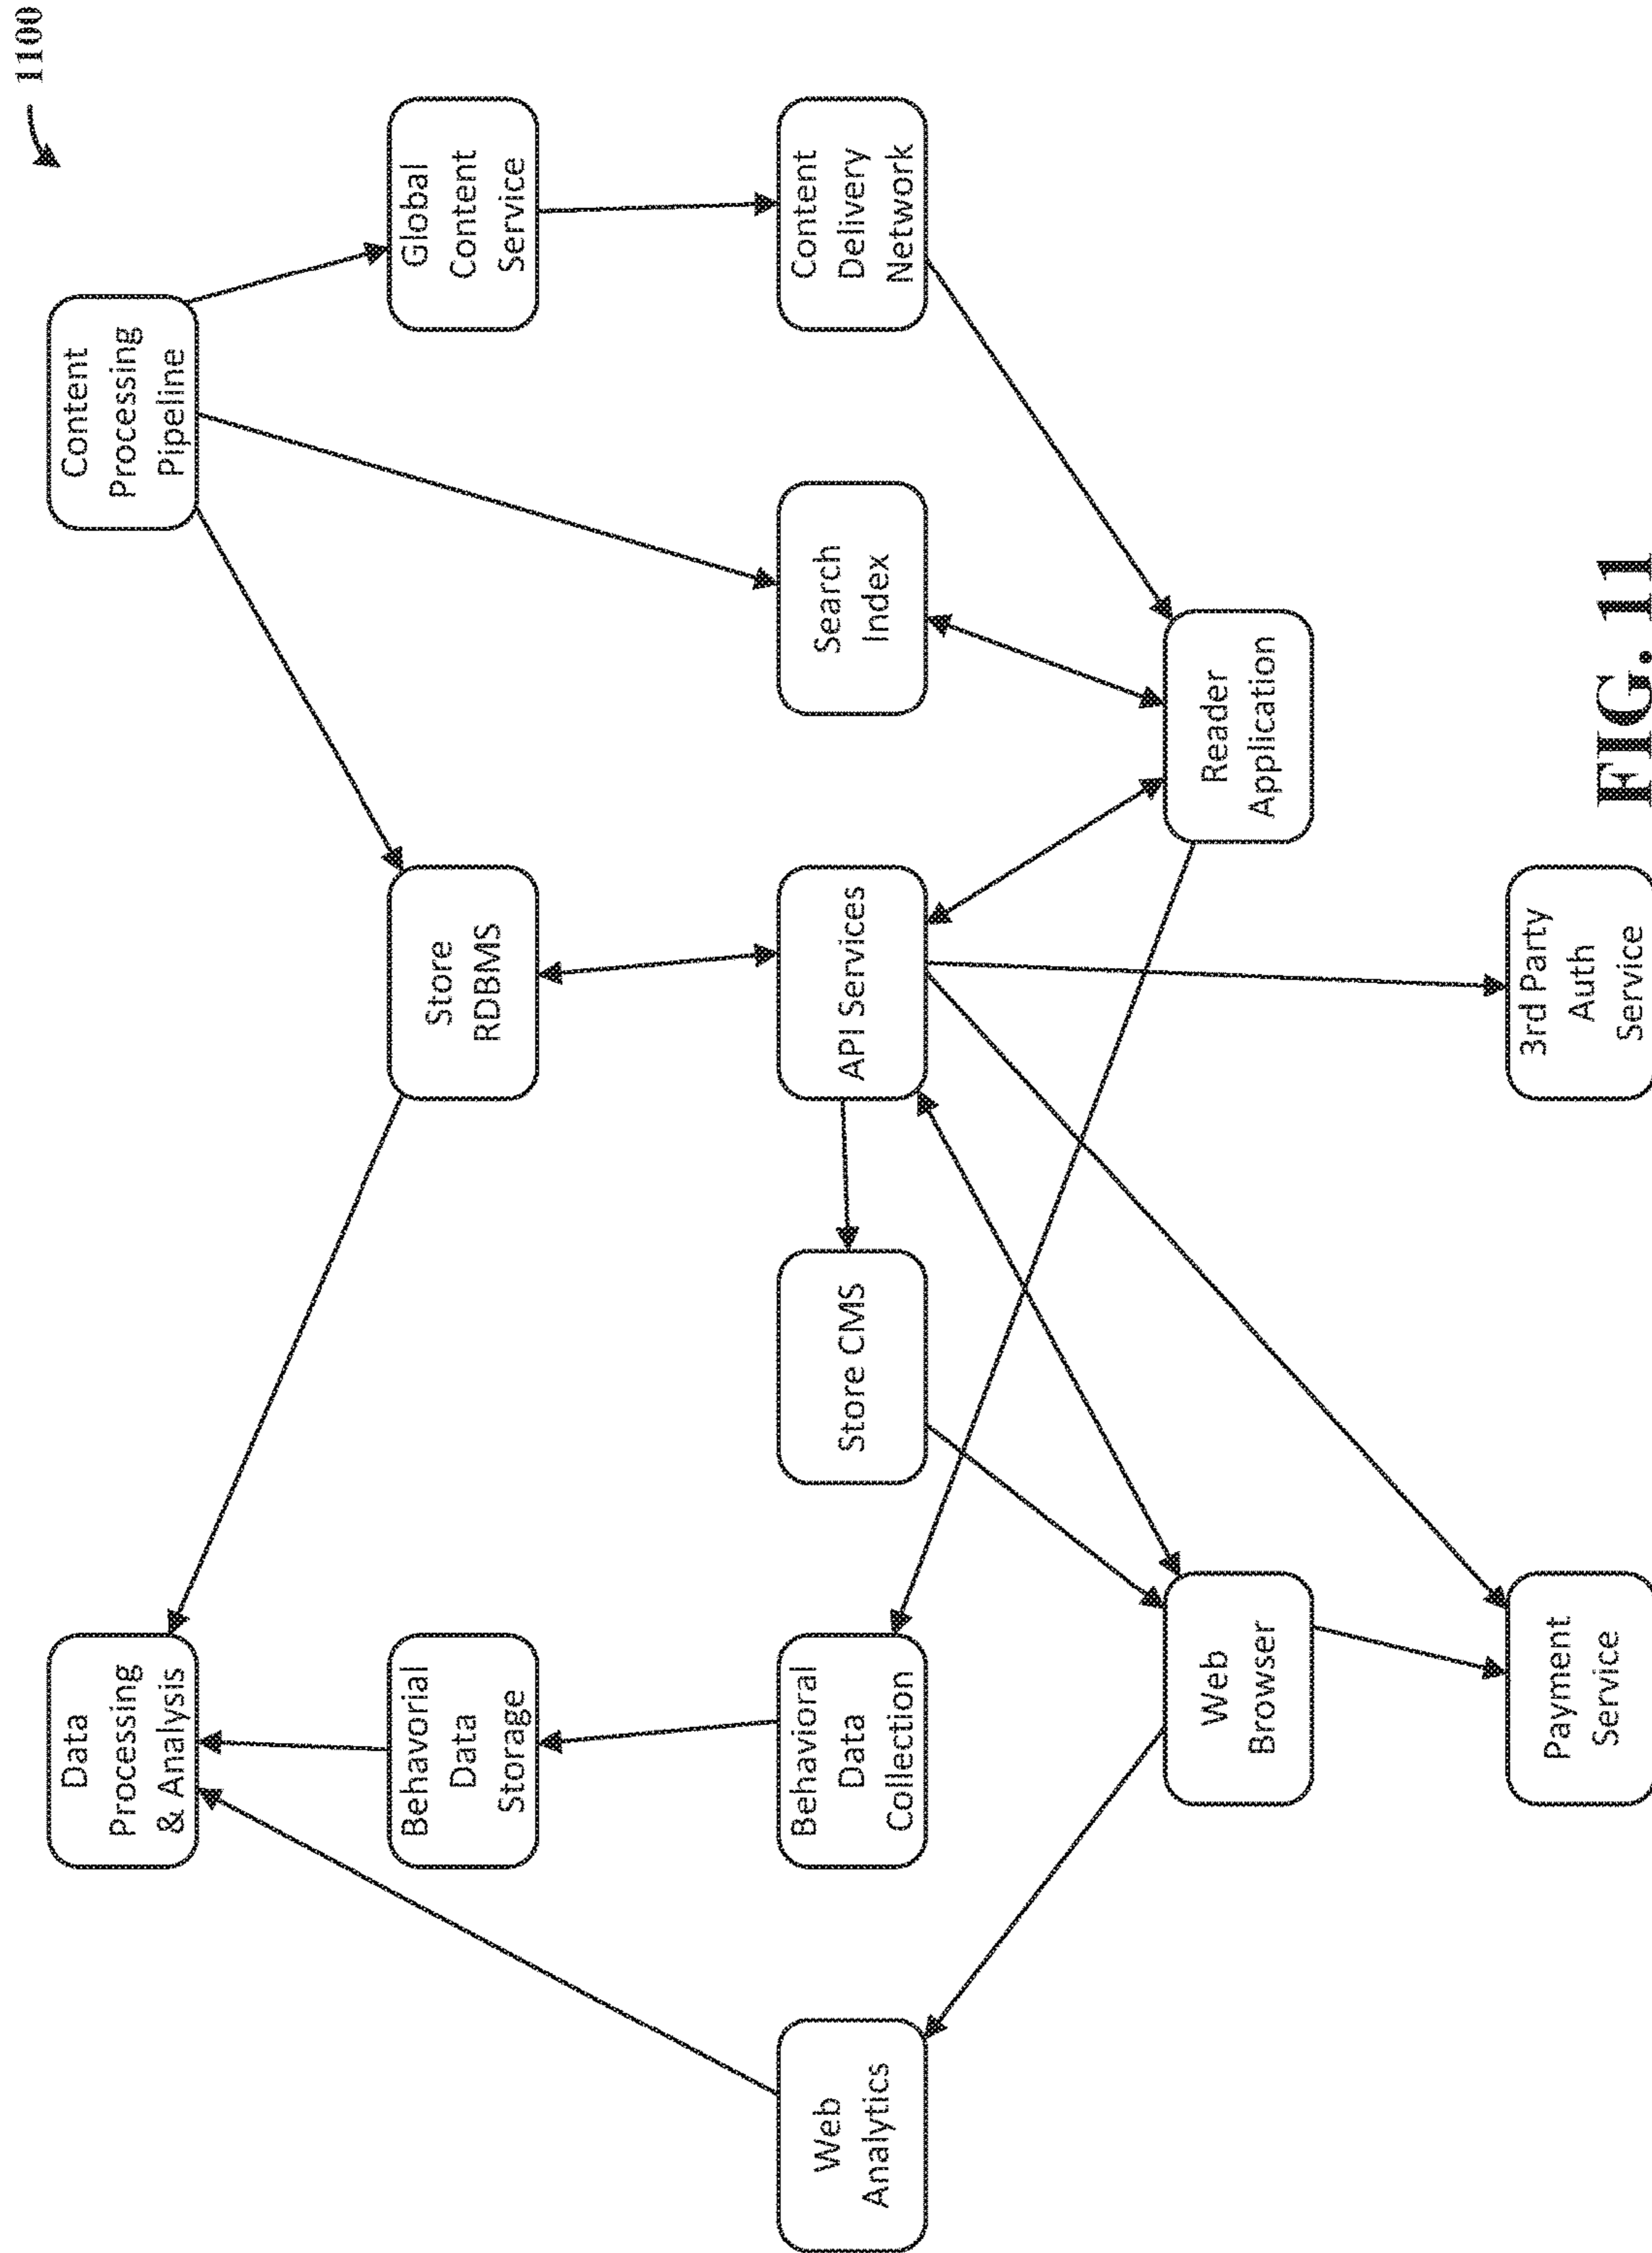 1100
Data
Processing
& Analysis
Content
Processing
Pipeline
Behavorial
Data
Storage
Store
RDBMS
Global
Content
Service
Web
Analytics
Behavioral
Data
Collection
Store CMS
API Services
Search
Index
Content
Delivery
Network
Web
Browser
Reader
Application
Payment
Service
3rd Party
Auth
Service
FIG. 11